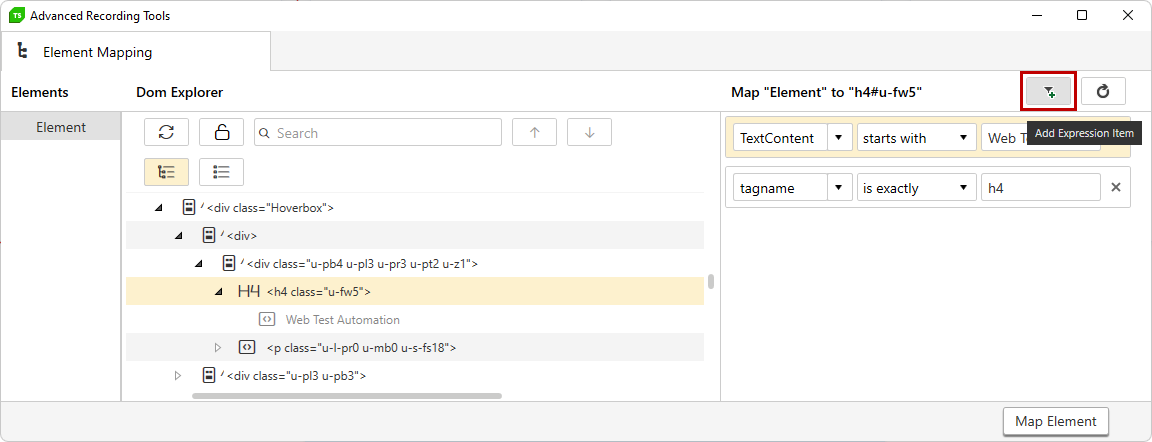 TS Advanced Recording Tools
Element Mapping
Elements
Dom Explorer
Map "Element" to "h4#u-fw5"
Element
Search
Add Expression Item
TextContent
starts with
Web T
tagname
is exactly
h4
<div class="Hoverbox">
<div>
<div class="u-pb4 u-pl3 u-pr3 u-pt2 u-z1">
H4 <h4 class="u-fw5">
Web Test Automation
<p class="u-l-pr0 u-mb0 u-s-fs18">
<div class="u-pl3 u-pb3">
Map Element